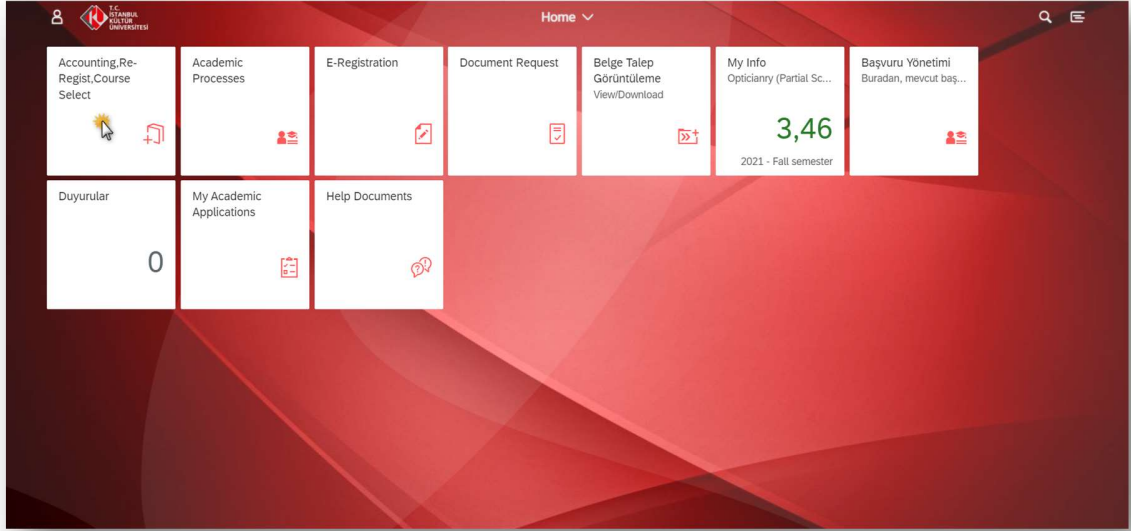 T.C.
İSTANBUL
KÜLTÜR
ÜNİVERSİTESİ
Home
Accounting,Re-
Regist,Course
Select
Academic
Processes
E-Registration
Document Request
Belge Talep
Görüntüleme
View/Download
My Info
Opticianry (Partial Sc...
3,46
2021 - Fall semester
Başvuru Yönetimi
Buradan, mevcut baş...
Duyurular
0
My Academic
Applications
Help Documents